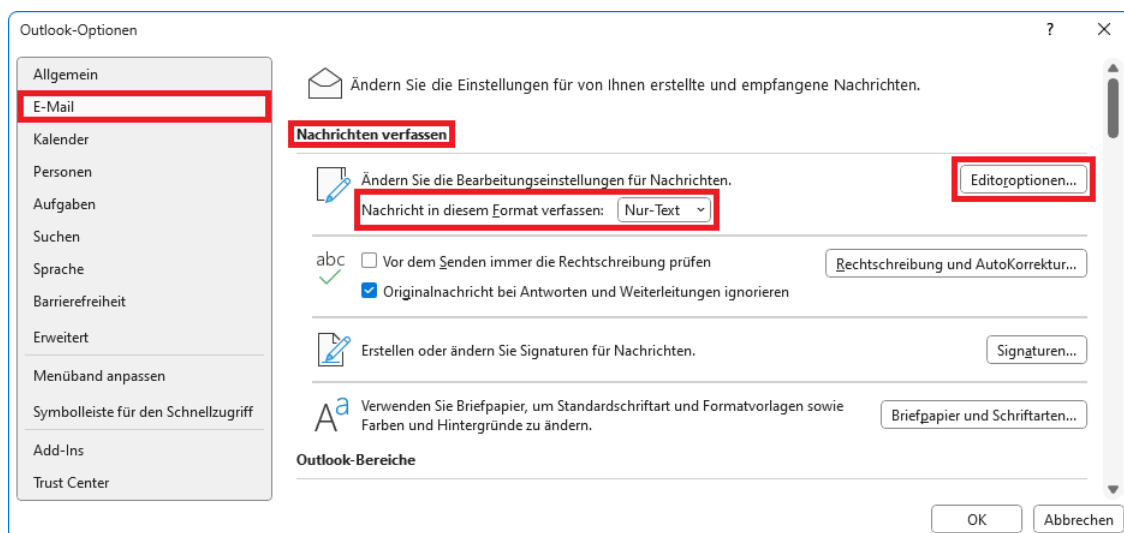 Outlook-Optionen
?
Allgemein
E-Mail
Kalender
Personen
Aufgaben
Suchen
Sprache
Barrierefreiheit
Erweitert
Menüband anpassen
Symbolleiste für den Schnellzugriff
Add-Ins
Trust Center
Ändern Sie die Einstellungen für von Ihnen erstellte und empfangene Nachrichten.
Nachrichten verfassen
Ändern Sie die Bearbeitungseinstellungen für Nachrichten.
Editoroptionen...
Nachricht in diesem Format verfassen: Nur-Text
abc
Vor dem Senden immer die Rechtschreibung prüfen
Rechtschreibung und AutoKorrektur...
Originalnachricht bei Antworten und Weiterleitungen ignorieren
Erstellen oder ändern Sie Signaturen für Nachrichten.
Signaturen...
Aa
Verwenden Sie Briefpapier, um Standardschriftart und Formatvorlagen sowie
Farben und Hintergründe zu ändern.
Briefpapier und Schriftarten...
Outlook-Bereiche
OK
Abbrechen